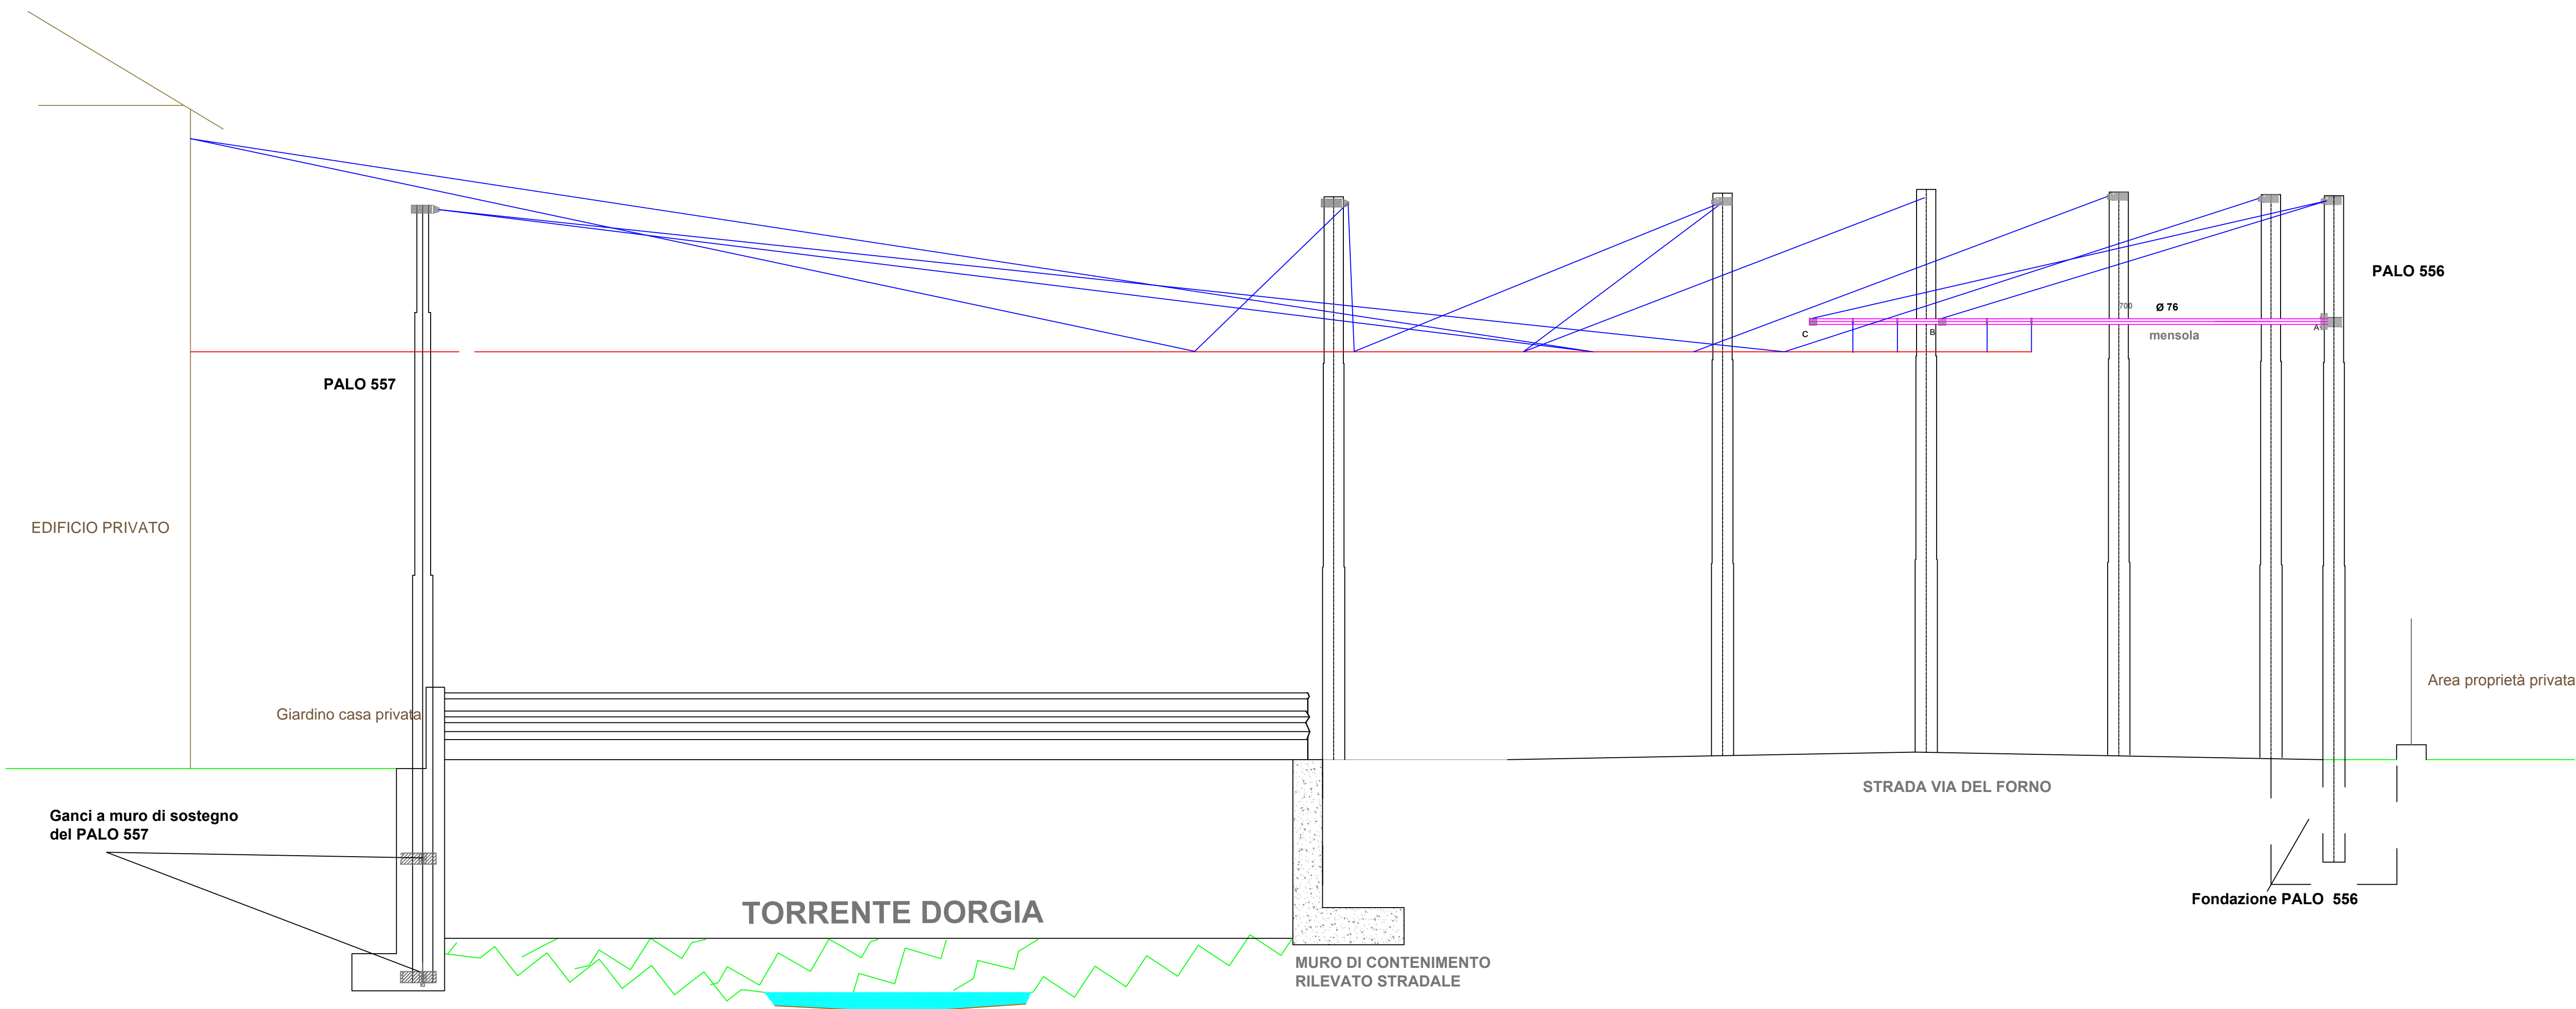 PALO 556
700
Ø 76
C
B
A
mensola
PALO 557
EDIFICIO PRIVATO
Area proprietà privata
Giardino casa privata
STRADA VIA DEL FORNO
Ganci a muro di sostegno
del PALO 557
Fondazione PALO 556
TORRENTE DORGIA
MURO DI CONTENIMENTO
RILEVATO STRADALE